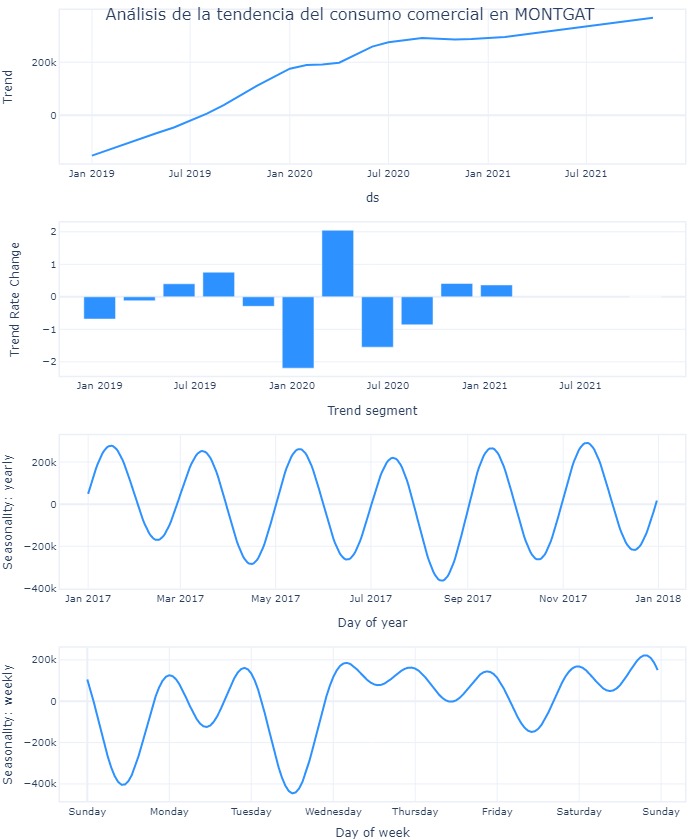 Análisis de la tendencia del consumo comercial en MONTGAT
Trend
200k
0
Jan 2019 Jul 2019 Jan 2020 Jul 2020 Jan 2021 Jul 2021
ds
Trend Rate Change
2
1
0
−1
−2
Jan 2019 Jul 2019 Jan 2020 Jul 2020 Jan 2021 Jul 2021
Trend segment
Seasonality: yearly
200k
0
−200k
−400k
Jan 2017 Mar 2017 May 2017 Jul 2017 Sep 2017 Nov 2017 Jan 2018
Day of year
Seasonality: weekly
200k
0
−200k
−400k
Sunday Monday Tuesday Wednesday Thursday Friday Saturday Sunday
Day of week